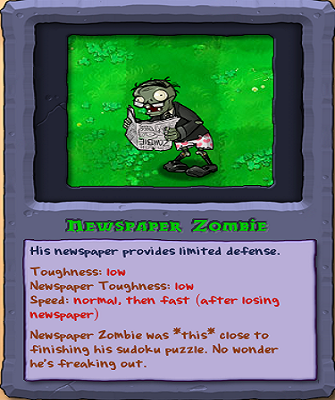 Newspaper Zombie
His newspaper provides limited defense.
Toughness: low
Newspaper Toughness: low
Speed: normal, then fast (after losing
newspaper)
Newspaper Zombie was *this* close to
finishing his sudoku puzzle. No wonder
he's freaking out.